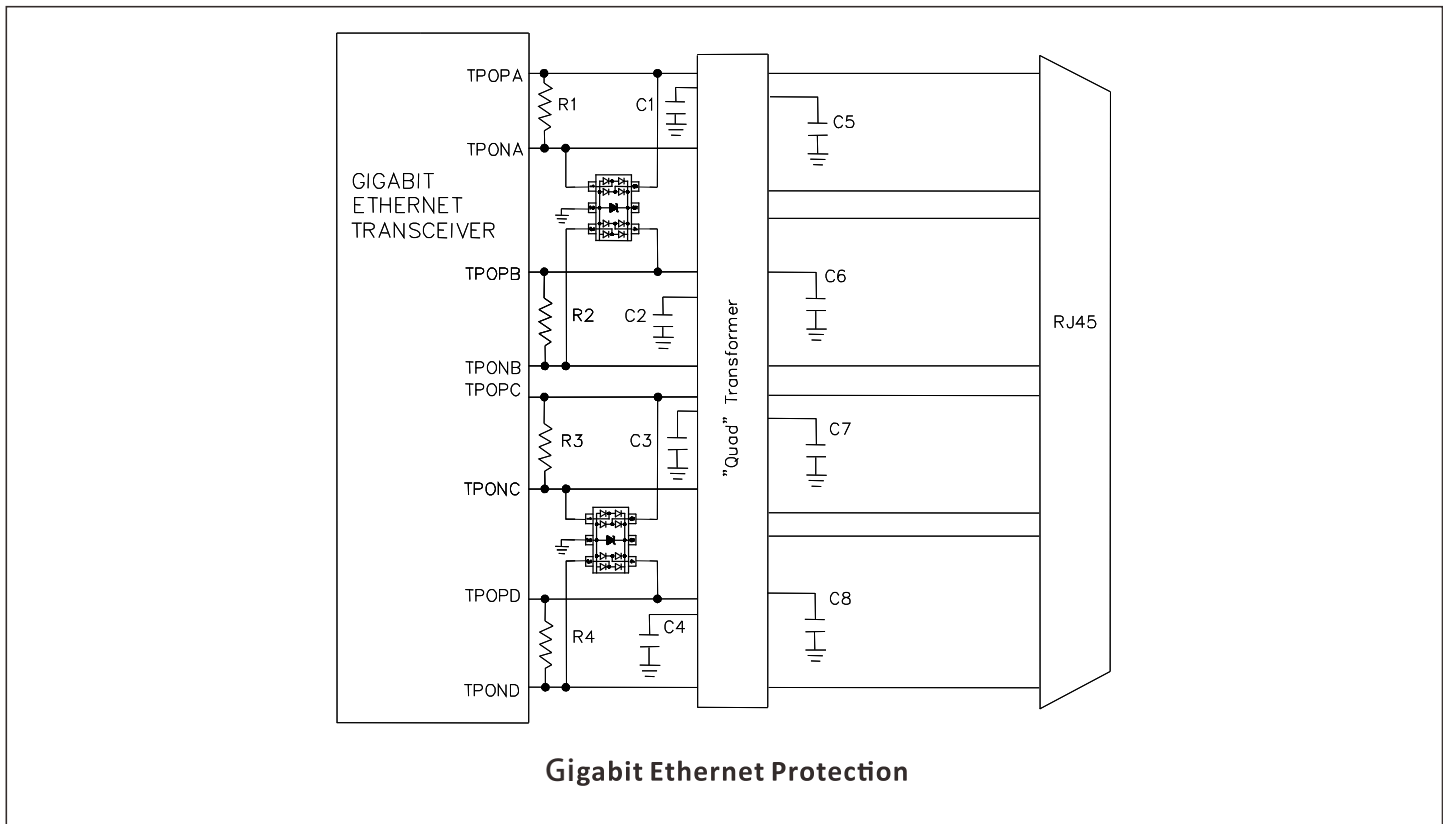 TPOPA
R1
C1
C5
TPONA
GIGABIT
ETHERNET
TRANSCEIVER
TPOPB
C6
R2
C2
"Quad" Transformer
RJ45
TPONB
TPOPC
R3
C3
C7
TPONC
TPOPD
C8
R4
C4
TPOND
Gigabit Ethernet Protection